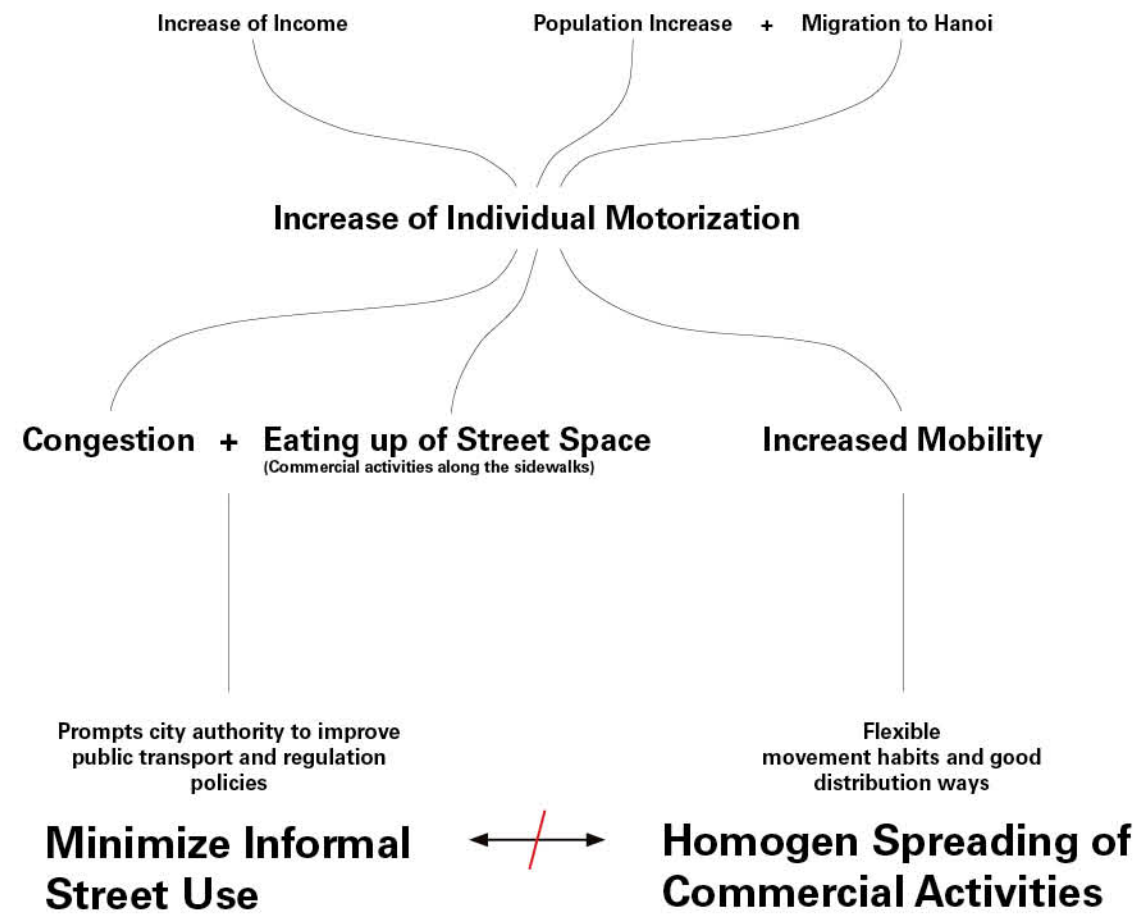 Increase of Income
Population Increase + Migration to Hanoi
Increase of Individual Motorization
Congestion + Eating up of Street Space
(Commercial activities along the sidewalks)
Increased Mobility
Prompts city authority to improve
public transport and regulation
policies
Minimize Informal
Street Use
Flexible
movement habits and good
distribution ways
Homogen Spreading of
Commercial Activities